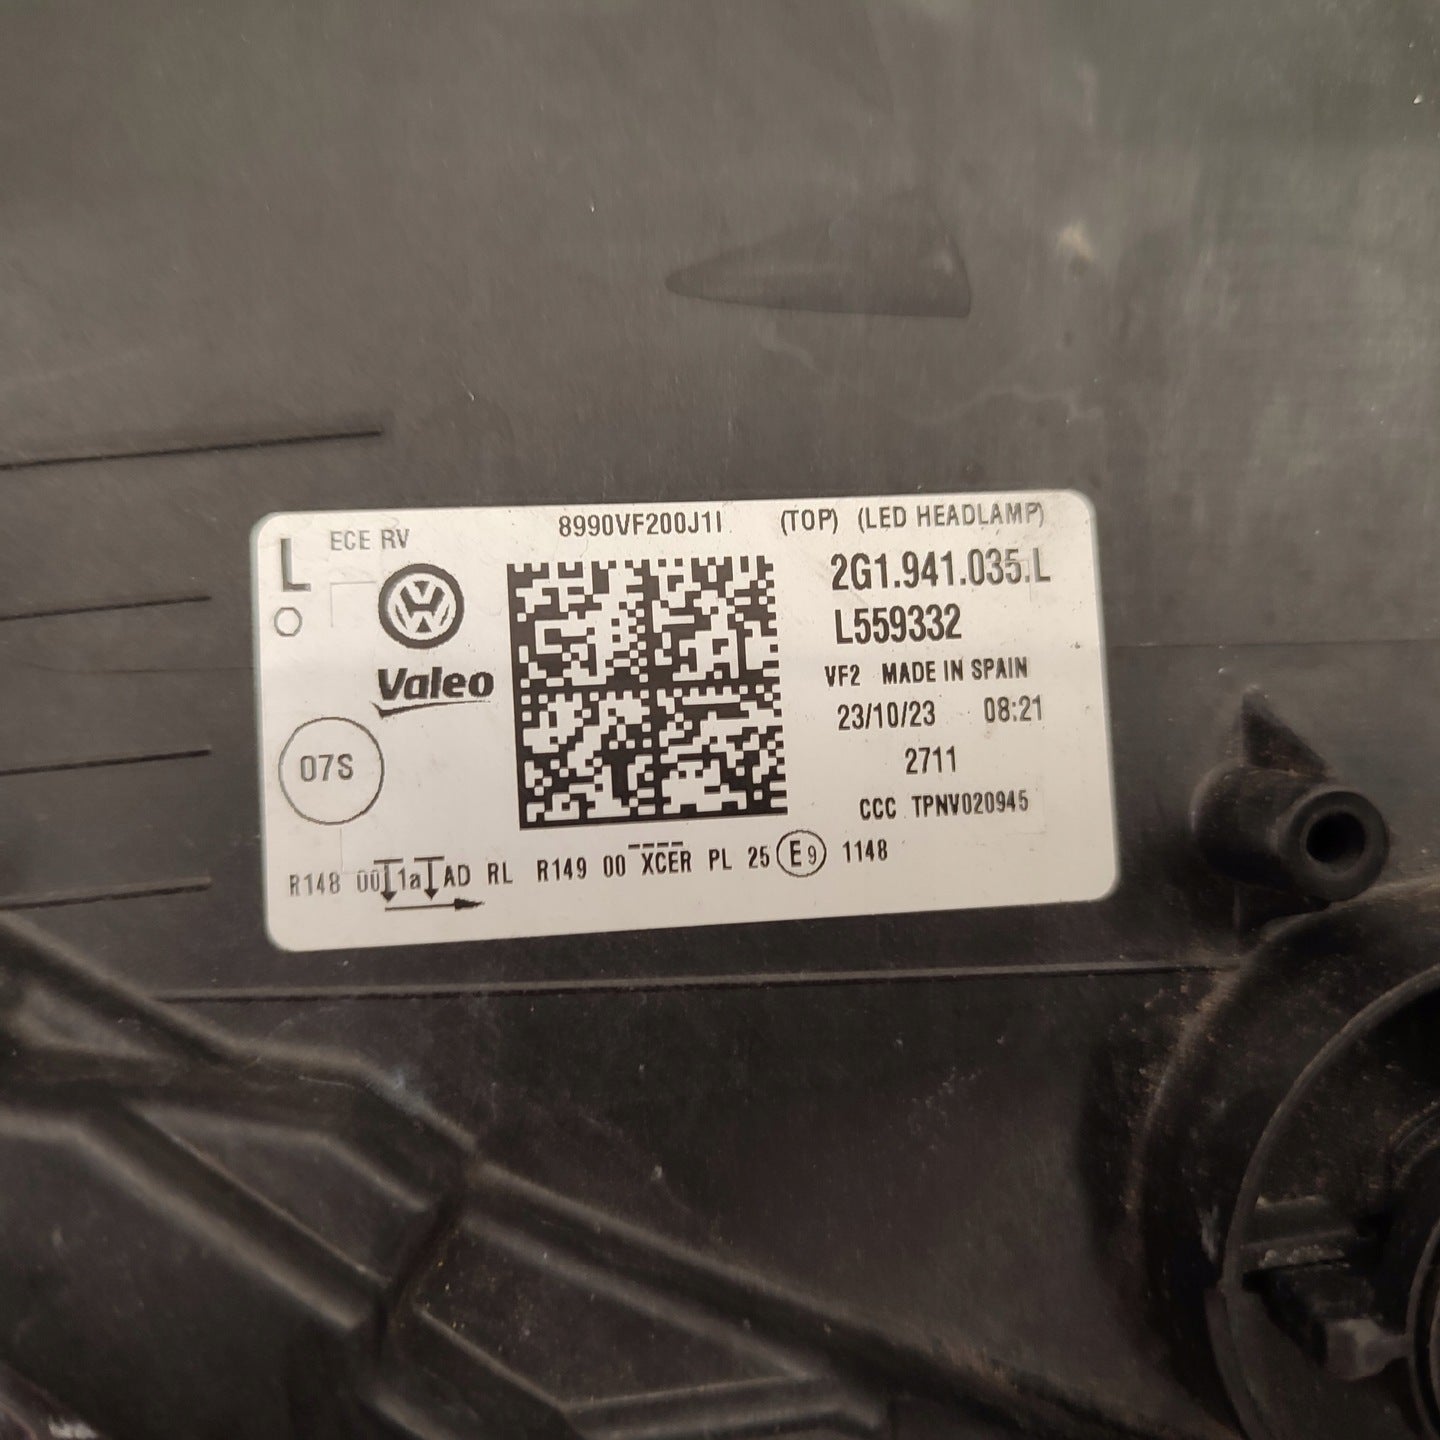 L
ECE RV
8990VF200J1I
(TOP) (LED HEADLAMP)
2G1.941.035.L
L559332
Valeo
VF2 MADE IN SPAIN
23/10/23 08:21
07S
2711
CCC TPNV020945
R148 00 1a AD RL R149 00 XCER PL 25 E9 1148